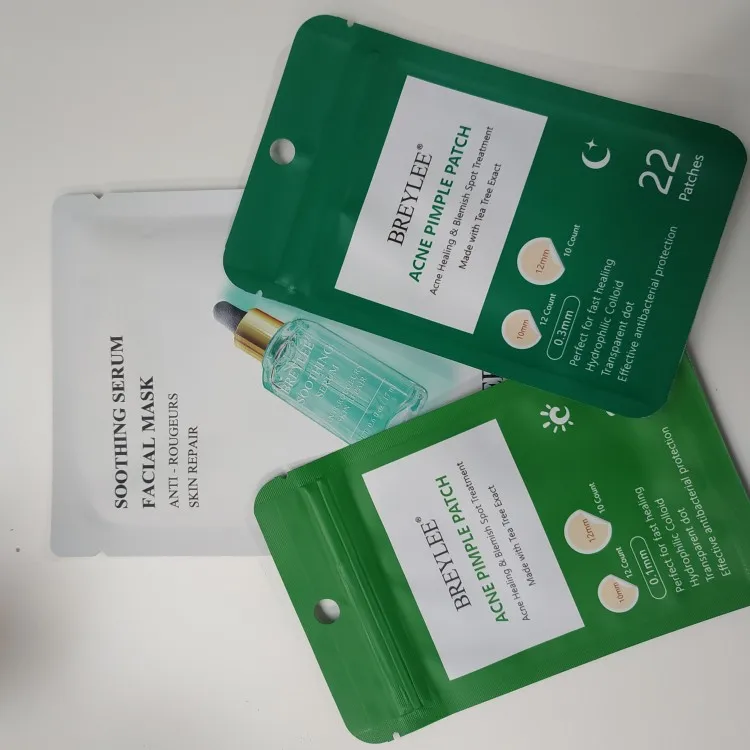 BREYLEE®
ACNE PIMPLE PATCH
Acne Healing & Blemish Spot Treatment
Made with Tea Tree Exact
22
Patches
12mm
10 Count
10mm
12 Count
0.3mm
Perfect for fast healing
Hydrophilic Colloid
Transparent dot
Effective antibacterial protection
SOOTHING SERUM
FACIAL MASK
ANTI - ROUGEURS
SKIN REPAIR
BREYLEE
SOOTHING
SERUM
BREYLEE®
ACNE PIMPLE PATCH
Acne Healing & Blemish Spot Treatment
Made with Tea Tree Exact
12mm
10 Count
10mm
12 Count
0.1mm
Perfect for fast healing
Hydrophilic Colloid
Transparent dot
Effective antibacterial protection